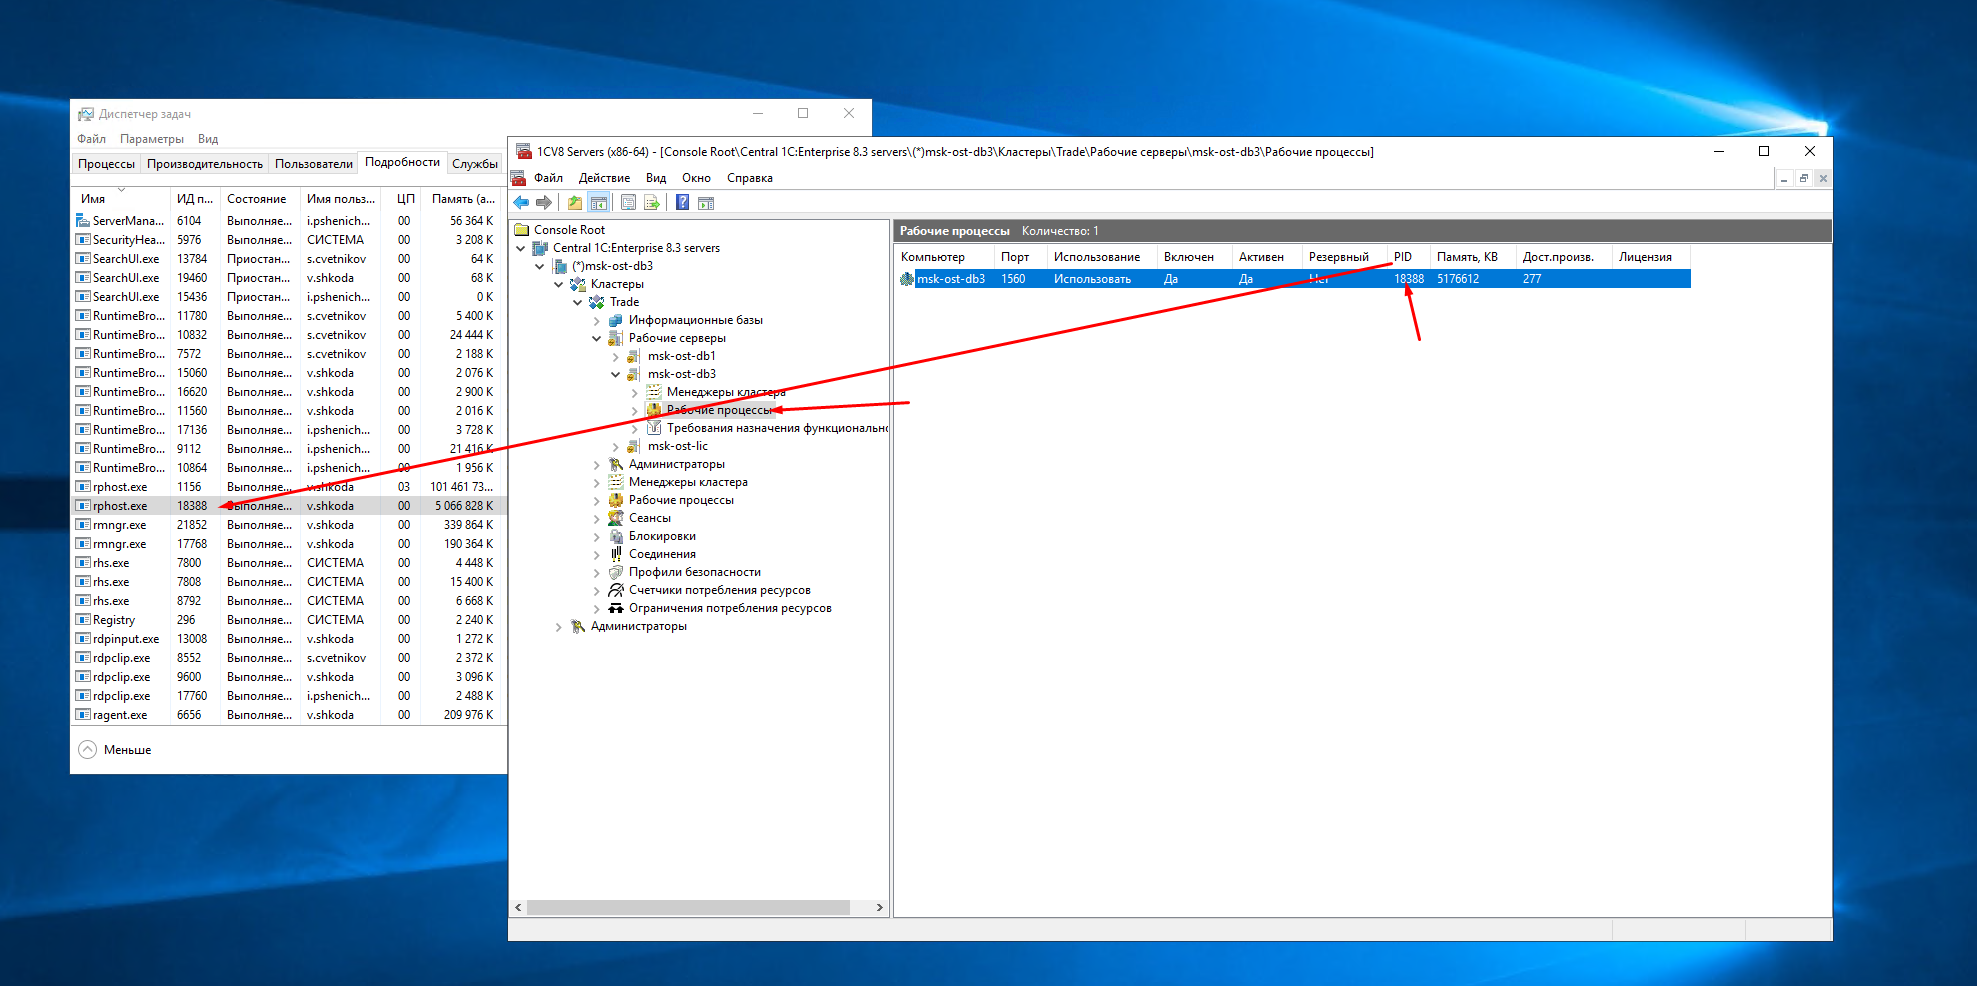 Диспетчер задач
Файл Параметры Вид
Процессы Производительность Пользователи Подробности Службы
Имя ИД п... Состояние Имя польз... ЦП Память (а...
ServerMana... 6104 Выполняе... i.pshenich... 00 56 364 K
SecurityHea... 5976 Выполняе... СИСТЕМА 00 3 208 K
SearchUI.exe 13784 Приостан... s.cvetnikov 00 64 K
SearchUI.exe 19460 Приостан... v.shkoda 00 68 K
SearchUI.exe 15436 Приостан... i.pshenich... 00 0 K
RuntimeBro... 11780 Выполняе... s.cvetnikov 00 5 400 K
RuntimeBro... 10832 Выполняе... s.cvetnikov 00 24 444 K
RuntimeBro... 7572 Выполняе... s.cvetnikov 00 2 188 K
RuntimeBro... 15060 Выполняе... v.shkoda 00 2 076 K
RuntimeBro... 16620 Выполняе... v.shkoda 00 2 900 K
RuntimeBro... 11560 Выполняе... v.shkoda 00 2 016 K
RuntimeBro... 17136 Выполняе... i.pshenich... 00 3 728 K
RuntimeBro... 9112 Выполняе... i.pshenich... 00 21 416 K
RuntimeBro... 10864 Выполняе... i.pshenich... 00 1 956 K
rphost.exe 1156 Выполняе... v.shkoda 03 101 461 73...
rphost.exe 18388 Выполняе... v.shkoda 00 5 066 828 K
rmngr.exe 21852 Выполняе... v.shkoda 00 339 864 K
rmngr.exe 17768 Выполняе... v.shkoda 00 190 364 K
rhs.exe 7800 Выполняе... СИСТЕМА 00 4 448 K
rhs.exe 7808 Выполняе... СИСТЕМА 00 15 400 K
rhs.exe 8792 Выполняе... СИСТЕМА 00 6 668 K
Registry 296 Выполняе... СИСТЕМА 00 2 240 K
rdpinput.exe 13008 Выполняе... v.shkoda 00 1 272 K
rdpclip.exe 8552 Выполняе... s.cvetnikov 00 2 372 K
rdpclip.exe 9600 Выполняе... v.shkoda 00 3 096 K
rdpclip.exe 17760 Выполняе... i.pshenich... 00 2 488 K
ragent.exe 6656 Выполняе... v.shkoda 00 209 976 K
Меньше
1CV8 Servers (x86-64) - [Console Root\Central 1C:Enterprise 8.3 servers\(*)msk-ost-db3\Кластеры\Trade\Рабочие серверы\msk-ost-db3\Рабочие процессы]
Файл Действие Вид Окно Справка
Console Root
Central 1C:Enterprise 8.3 servers
(*)msk-ost-db3
Кластеры
Trade
Информационные базы
Рабочие серверы
msk-ost-db1
msk-ost-db3
Менеджеры кластера
Рабочие процессы
Требования назначения функционально
msk-ost-lic
Администраторы
Менеджеры кластера
Рабочие процессы
Сеансы
Блокировки
Соединения
Профили безопасности
Счетчики потребления ресурсов
Ограничения потребления ресурсов
Администраторы
Рабочие процессы Количество: 1
Компьютер Порт Использование Включен Активен Резервный PID Память, КВ Дост.произв. Лицензия
msk-ost-db3 1560 Использовать Да Да Нет 18388 5176612 277